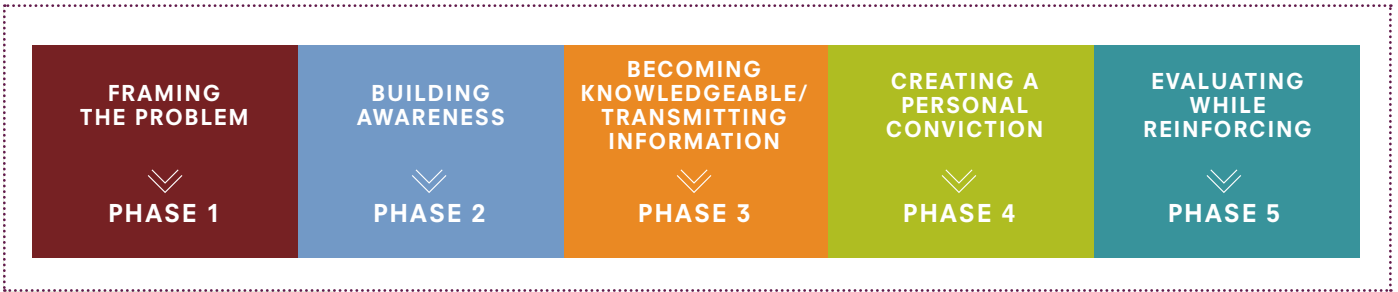 FRAMING
THE PROBLEM
PHASE 1
BUILDING
AWARENESS
PHASE 2
BECOMING
KNOWLEDGEABLE/
TRANSMITTING
INFORMATION
PHASE 3
CREATING A
PERSONAL
CONVICTION
PHASE 4
EVALUATING
WHILE
REINFORCING
PHASE 5